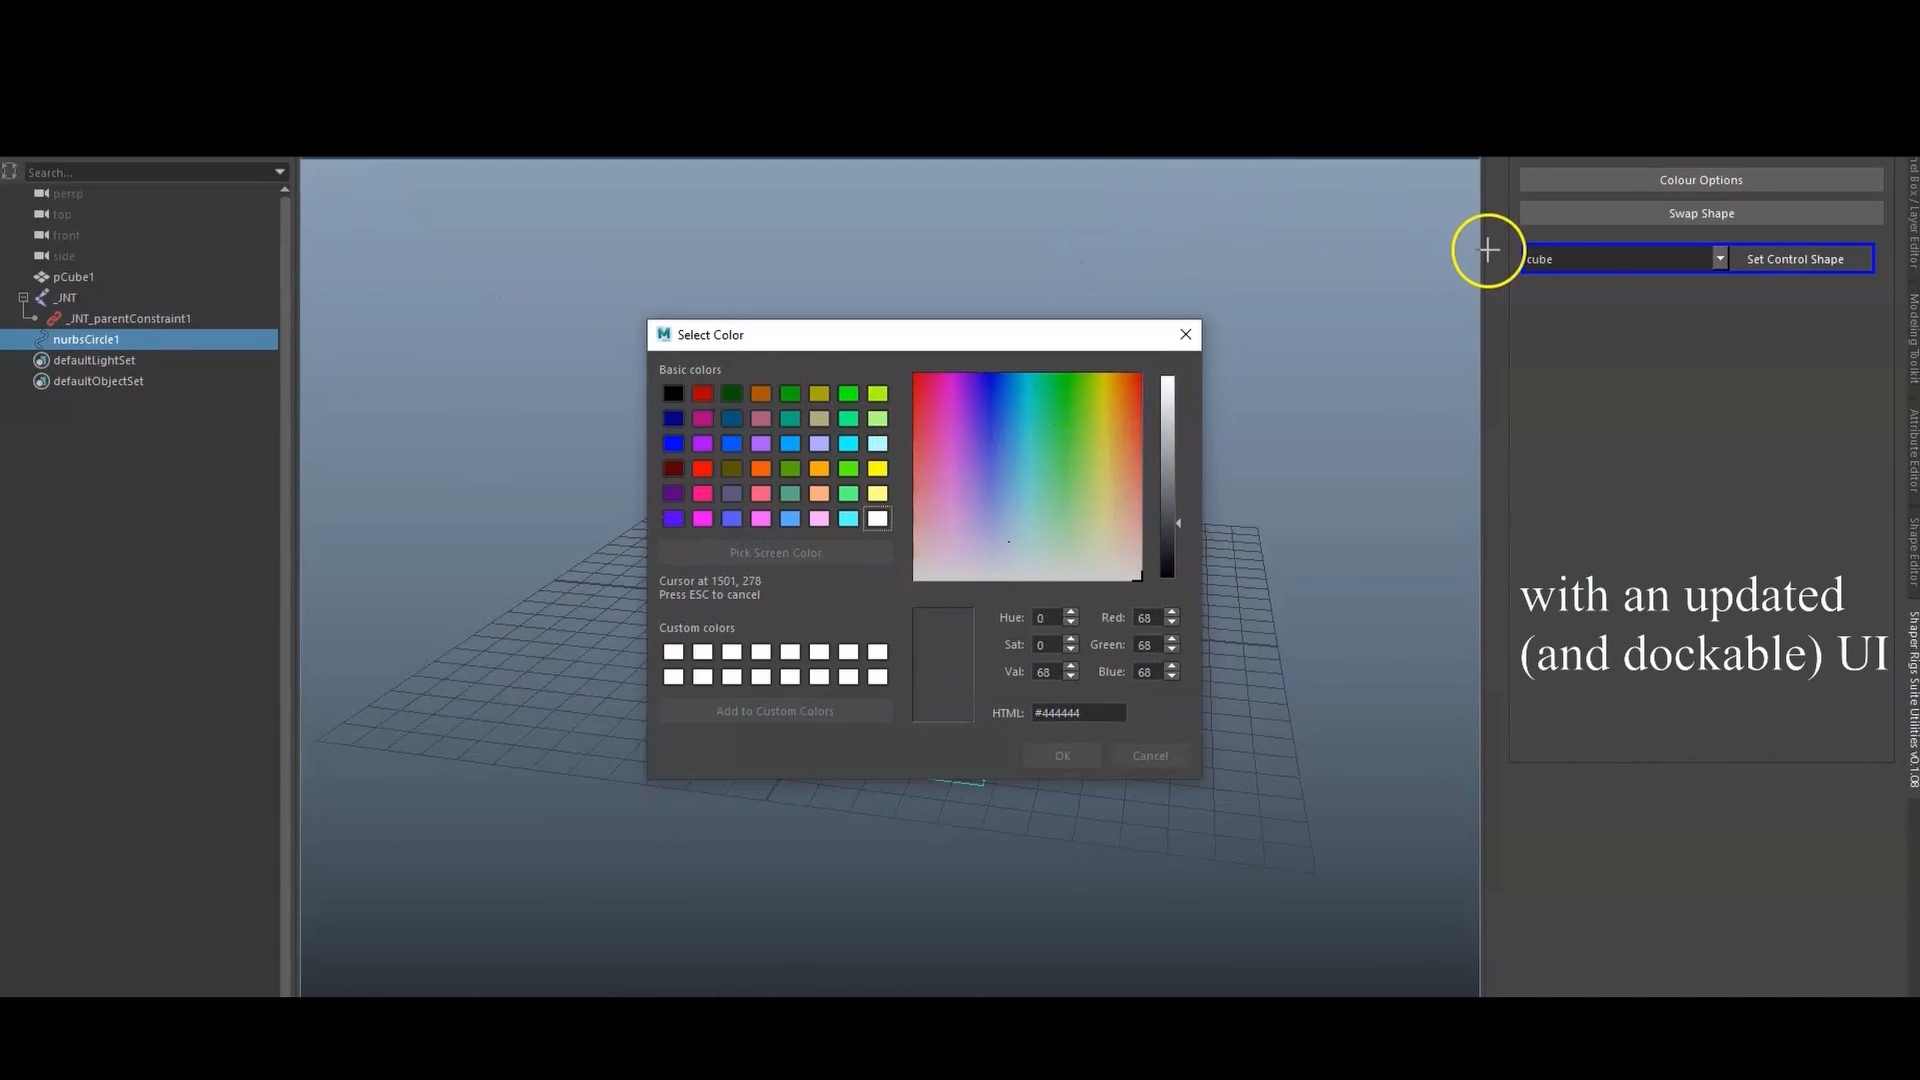 Search...
persp
top
front
side
pCube1
_JNT
_JNT_parentConstraint1
nurbsCircle1
defaultLightSet
defaultObjectSet
M Select Color
Basic colors
Pick Screen Color
Cursor at 1501, 278
Press ESC to cancel
Custom colors
Add to Custom Colors
Hue: 0 Red: 68
Sat: 0 Green: 68
Val: 68 Blue: 68
HTML: #444444
OK Cancel
Colour Options
Swap Shape
cube Set Control Shape
with an updated
(and dockable) UI
nel Box / Layer Editor
Modeling Toolkit
Attribute Editor
Shape Editor
Shaper Rigs Suite Utilities v0.1.08